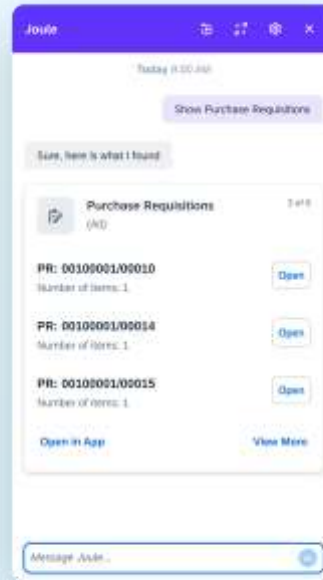 Joule
Today 9:00 AM
Show Purchase Requisitions
Sure, here is what I found
Purchase Requisitions
3 of 8
(All)
PR: 00100001/00010
Open
Number of items: 1
PR: 00100001/00014
Open
Number of items: 1
PR: 00100001/00015
Open
Number of items: 1
Open in App
View More
Message Joule...